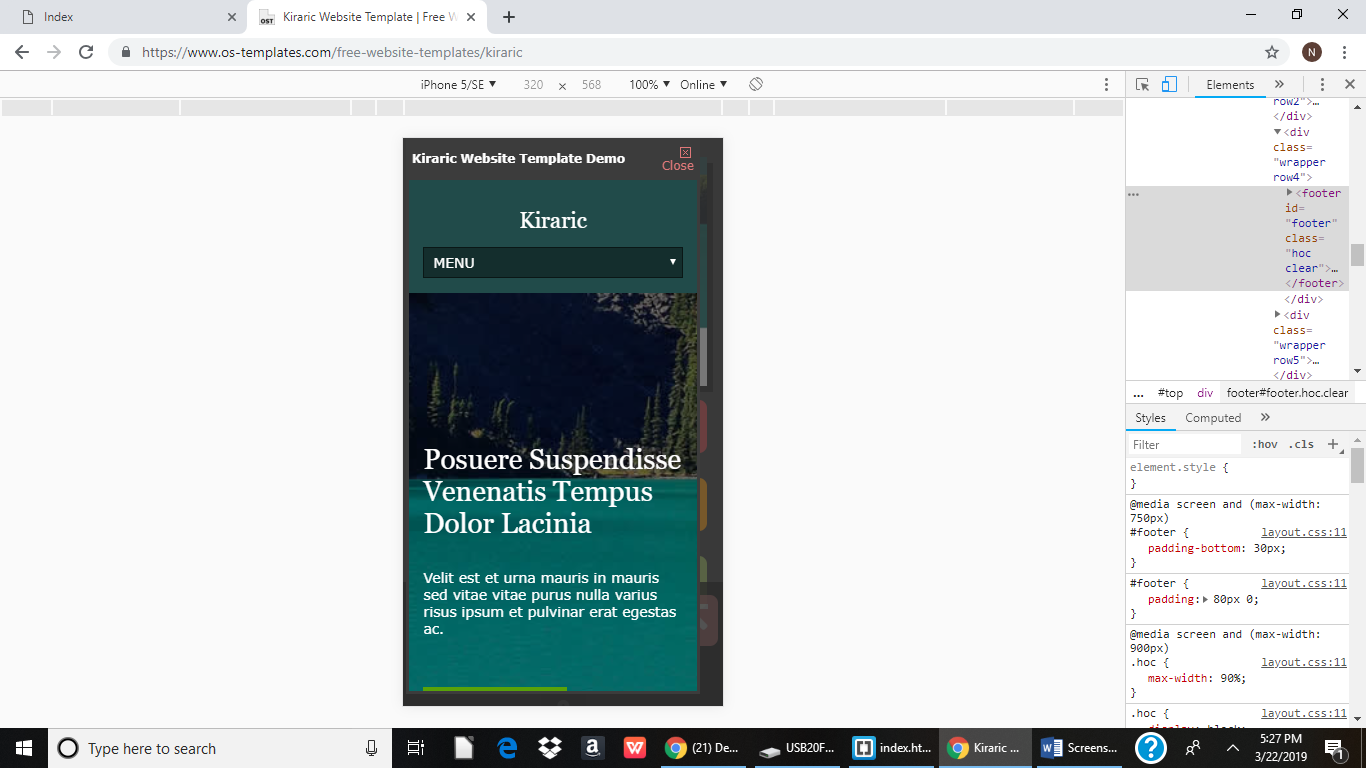 Index
OST
Kiraric Website Template | Free W
https://www.os-templates.com/free-website-templates/kiraric
N
iPhone 5/SE ▼ 320 x 568 100% ▼ Online ▼
Elements »
Kiraric Website Template Demo
Close
Kiraric
MENU
Posuere Suspendisse
Venenatis Tempus
Dolor Lacinia
Velit est et urna mauris in mauris
sed vitae vitae purus nulla varius
risus ipsum et pulvinar erat egestas
ac.
row2">…
</div>
▼<div
class=
"wrapper
row4">
… ▶<footer
id=
"footer"
class=
"hoc
clear">…
</footer>
</div>
▶<div
class=
"wrapper
row5">…
</div>
... #top div footer#footer.hoc.clear
Styles Computed »
Filter :hov .cls +
element.style {
}
@media screen and (max-width:
750px)
#footer { layout.css:11
padding-bottom: 30px;
}
#footer { layout.css:11
padding:▶ 80px 0;
}
@media screen and (max-width:
900px)
.hoc { layout.css:11
max-width: 90%;
}
.hoc { layout.css:11
display: block;
Type here to search
(21) De...
USB20F...
index.ht...
Kiraric ...
Screens...
5:27 PM
3/22/2019
1